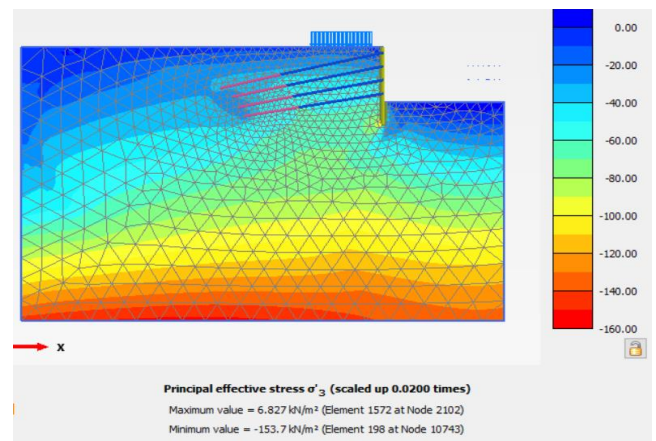 0.00
-20.00
-40.00
-60.00
-80.00
-100.00
-120.00
-140.00
-160.00
x
Principal effective stress σ'3 (scaled up 0.0200 times)
Maximum value = 6.827 kN/m² (Element 1572 at Node 2102)
Minimum value = -153.7 kN/m² (Element 198 at Node 10743)